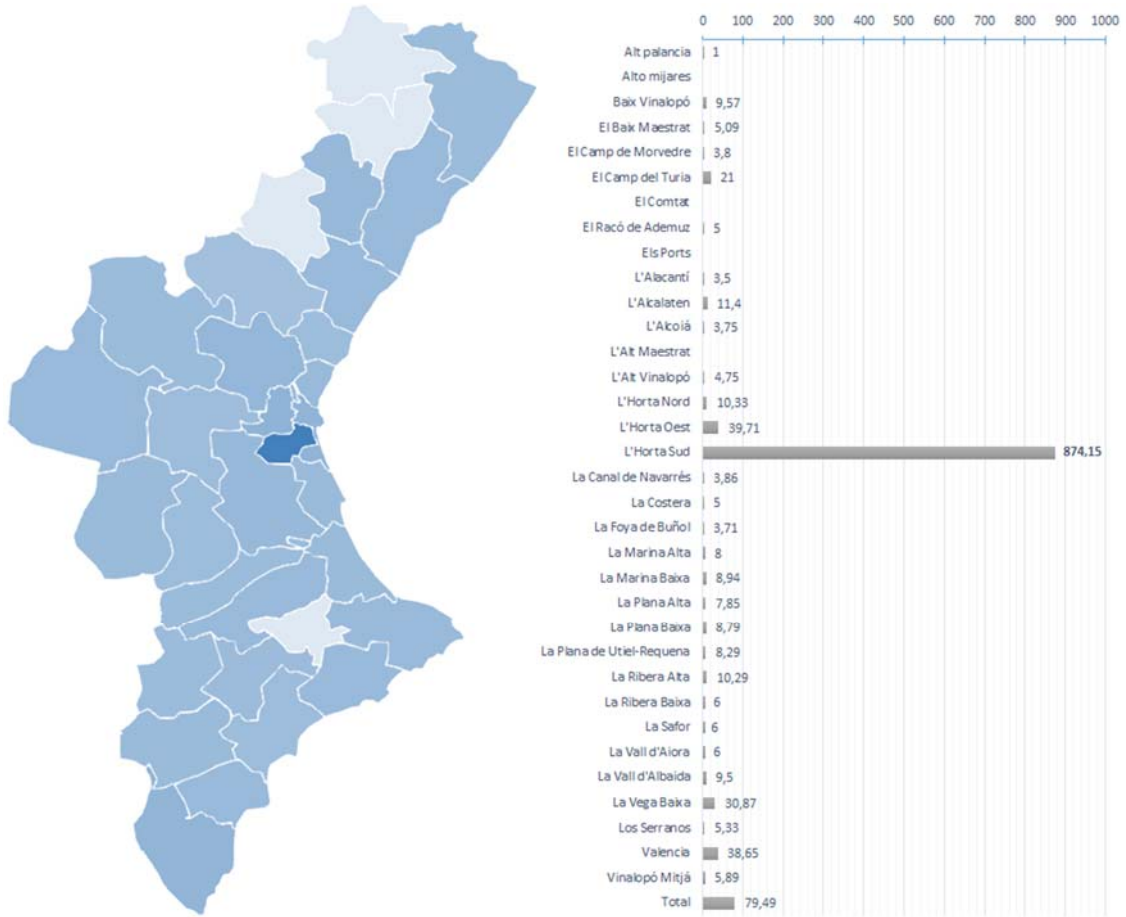 0 100 200 300 400 500 600 700 800 900 1000
Alt palancia 1
Alto mijares
Baix Vinalopó 9,57
El Baix Maestrat 5,09
El Camp de Morvedre 3,8
El Camp del Turia 21
El Comtat
El Racó de Ademuz 5
Els Ports
L'Alacantí 3,5
L'Alcalaten 11,4
L'Alcoiá 3,75
L'Alt Maestrat
L'Alt Vinalopó 4,75
L'Horta Nord 10,33
L'Horta Oest 39,71
L'Horta Sud 874,15
La Canal de Navarrés 3,86
La Costera 5
La Foya de Buñol 3,71
La Marina Alta 8
La Marina Baixa 8,94
La Plana Alta 7,85
La Plana Baixa 8,79
La Plana de Utiel-Requena 8,29
La Ribera Alta 10,29
La Ribera Baixa 6
La Safor 6
La Vall d'Aiora 6
La Vall d'Albaida 9,5
La Vega Baixa 30,87
Los Serranos 5,33
Valencia 38,65
Vinalopó Mitjá 5,89
Total 79,49